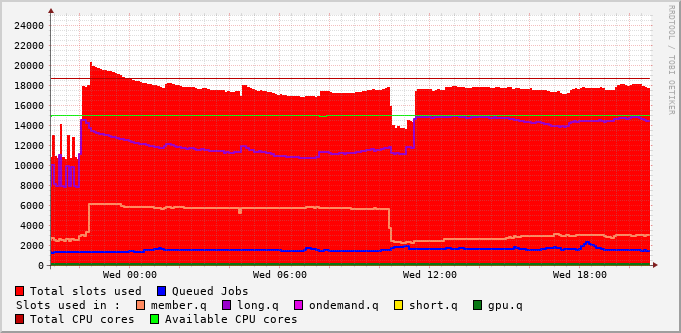 RRDTOOL / TOBI OETIKER
24000
22000
20000
18000
16000
14000
12000
10000
8000
6000
4000
2000
0
Wed 00:00 Wed 06:00 Wed 12:00 Wed 18:00
Total slots used Queued Jobs
Slots used in : member.q long.q ondemand.q short.q gpu.q
Total CPU cores Available CPU cores